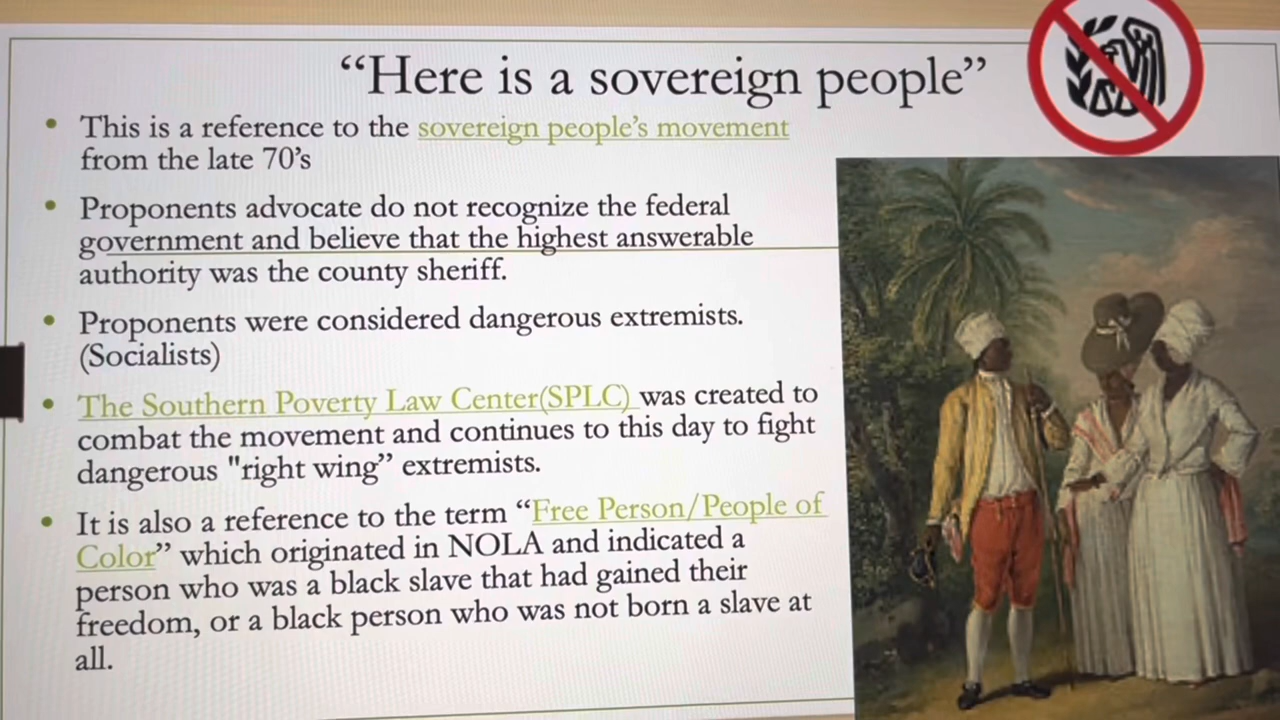 “Here is a sovereign people”
• This is a reference to the sovereign people’s movement
from the late 70’s
• Proponents advocate do not recognize the federal
government and believe that the highest answerable
authority was the county sheriff.
• Proponents were considered dangerous extremists.
(Socialists)
• The Southern Poverty Law Center(SPLC) was created to
combat the movement and continues to this day to fight
dangerous "right wing” extremists.
• It is also a reference to the term “Free Person/People of
Color” which originated in NOLA and indicated a
person who was a black slave that had gained their
freedom, or a black person who was not born a slave at
all.